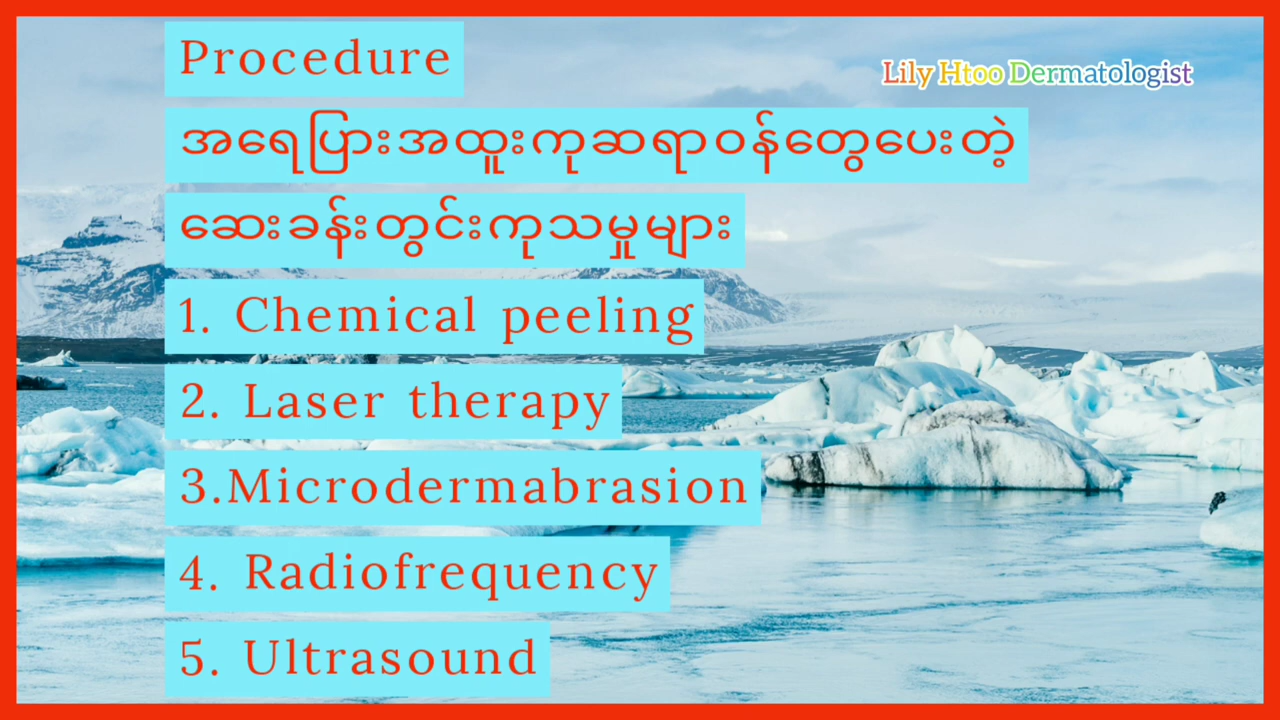 Procedure
Lily Htoo Dermatologist
အရေပြားအထူးကုဆရာဝန်တွေပေးတဲ့
ဆေးခန်းတွင်းကုသမှုများ
1. Chemical peeling
2. Laser therapy
3.Microdermabrasion
4. Radiofrequency
5. Ultrasound